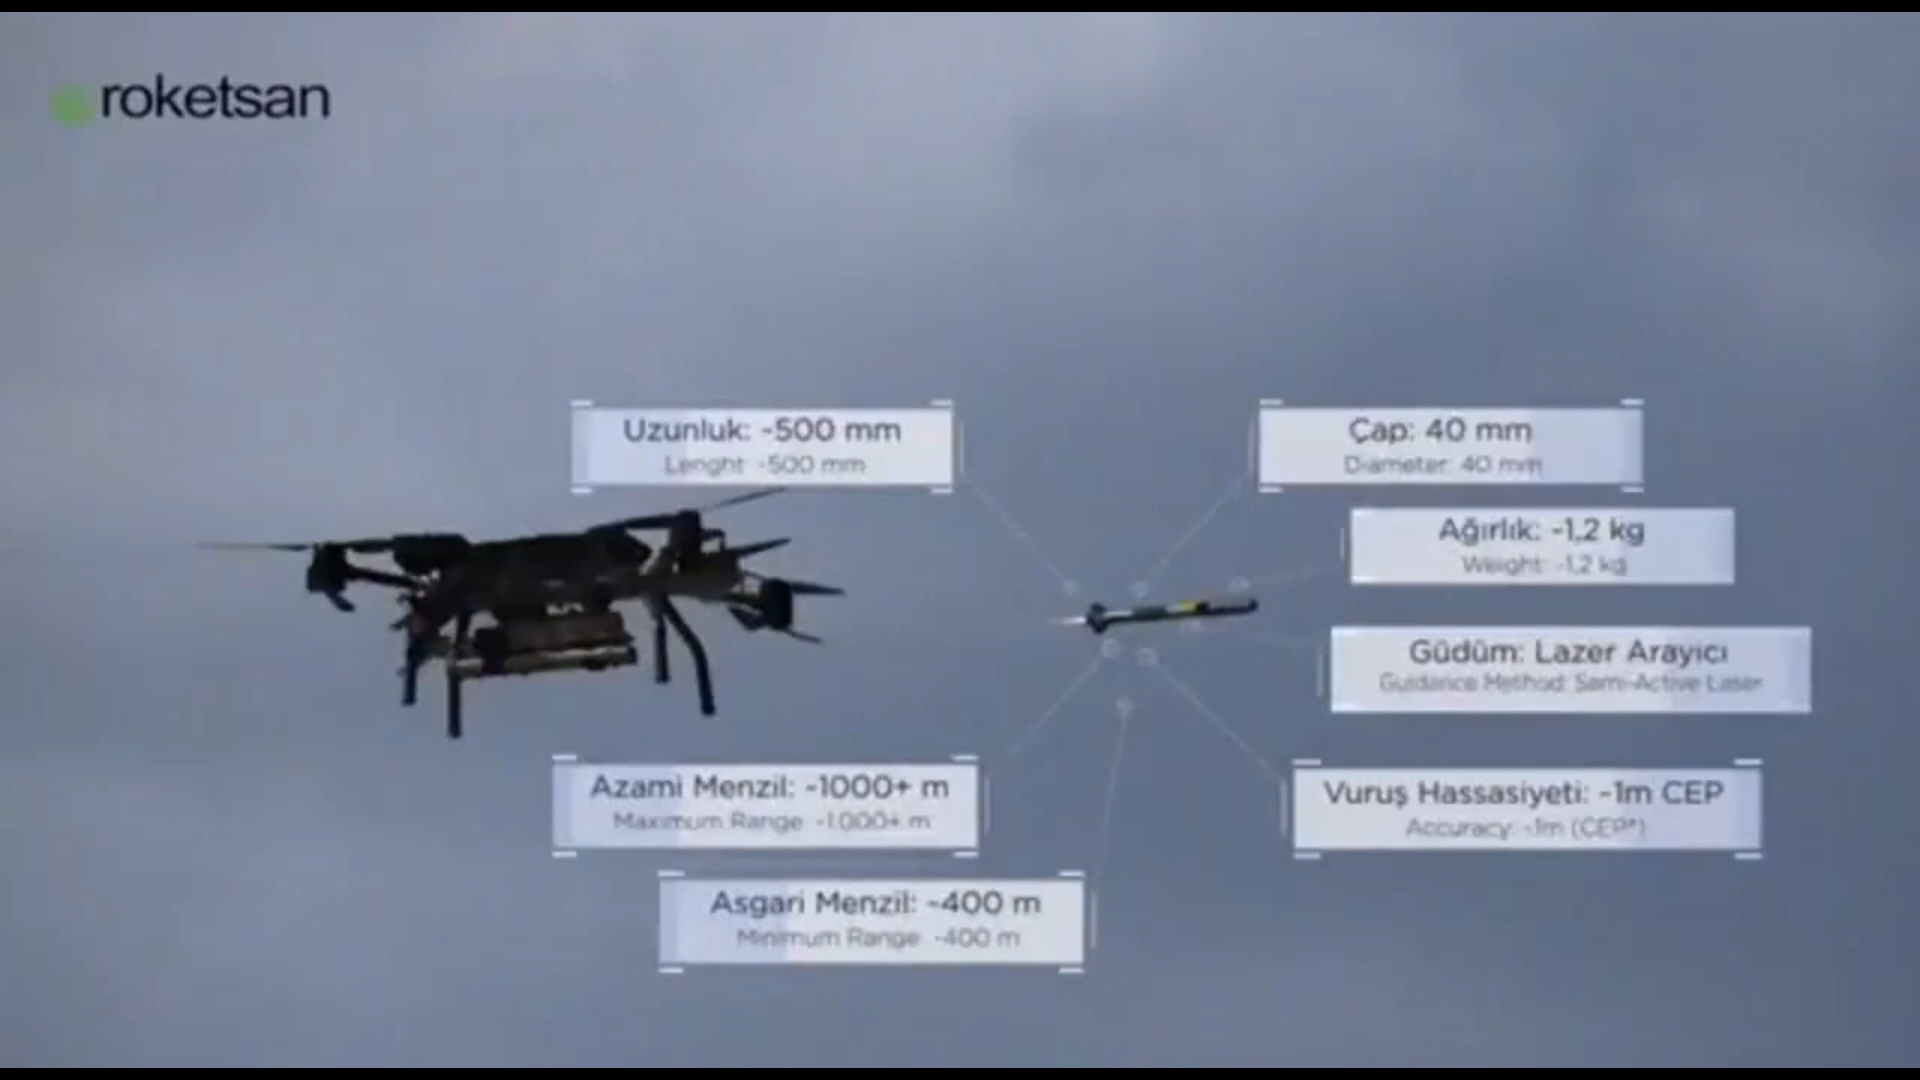 roketsan
Uzunluk: ~500 mm
Lenght: ~500 mm
Çap: 40 mm
Diameter: 40 mm
Ağırlık: ~1,2 kg
Weight: ~1,2 kg
Güdüm: Lazer Arayıcı
Guidance Method: Semi-Active Laser
Azami Menzil: ~1000+ m
Maximum Range: ~1000+ m
Vuruş Hassasiyeti: ~1m CEP
Accuracy: ~1m (CEP*)
Asgari Menzil: ~400 m
Minimum Range: ~400 m